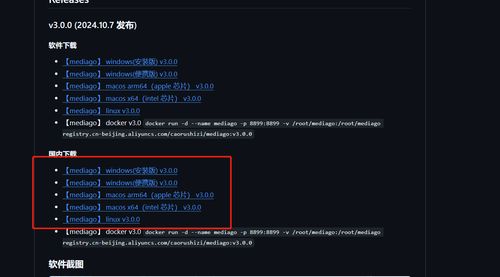 Releases
v3.0.0 (2024.10.7 发布)
软件下载
【mediago】 windows(安装版) v3.0.0
【mediago】 windows(便携版) v3.0.0
【mediago】 macos arm64（apple 芯片） v3.0.0
【mediago】 macos x64（intel 芯片） v3.0.0
【mediago】 linux v3.0.0
【mediago】 docker v3.0 docker run -d --name mediago -p 8899:8899 -v /root/mediago:/root/mediago
registry.cn-beijing.aliyuncs.com/caorushizi/mediago:v3.0.0
国内下载
【mediago】 windows(安装版) v3.0.0
【mediago】 windows(便携版) v3.0.0
【mediago】 macos arm64（apple 芯片） v3.0.0
【mediago】 macos x64（intel 芯片） v3.0.0
【mediago】 linux v3.0.0
【mediago】 docker v3.0 docker run -d --name mediago -p 8899:8899 -v /root/mediago:/root/mediago
registry.cn-beijing.aliyuncs.com/caorushizi/mediago:v3.0.0
软件截图